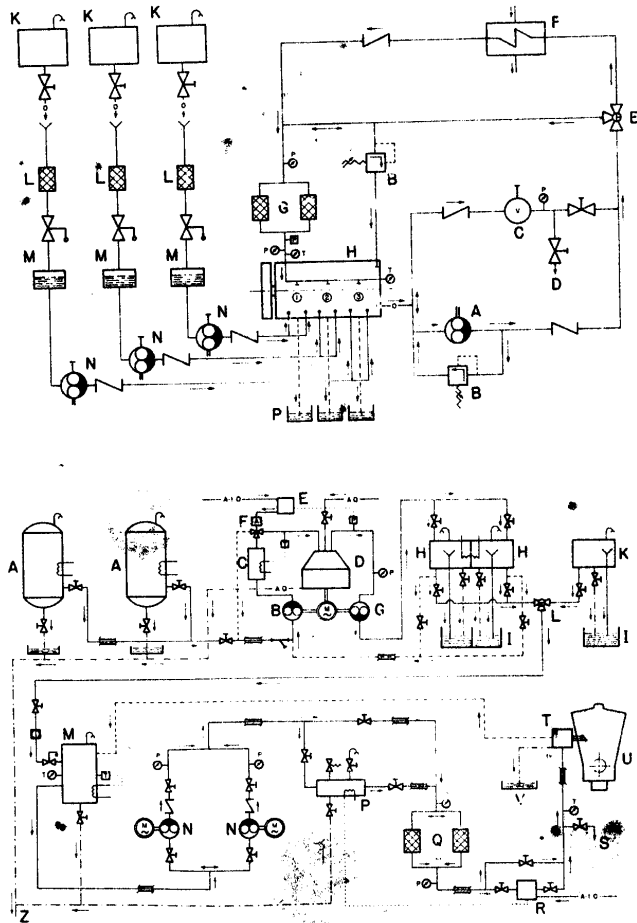 K K K
F
E
P
B
L L L
G
P
C
H
M M M
P T
T
D
1 2 3
O
A
N
N
N
B
P
A I O
E
A O
F
H H
K
A A
C
D
P
A O
B
M
G
L
I
I
M
T
T
U
P P
T
P
V
G
S
M N N M
Q
P
R
A I O
Z